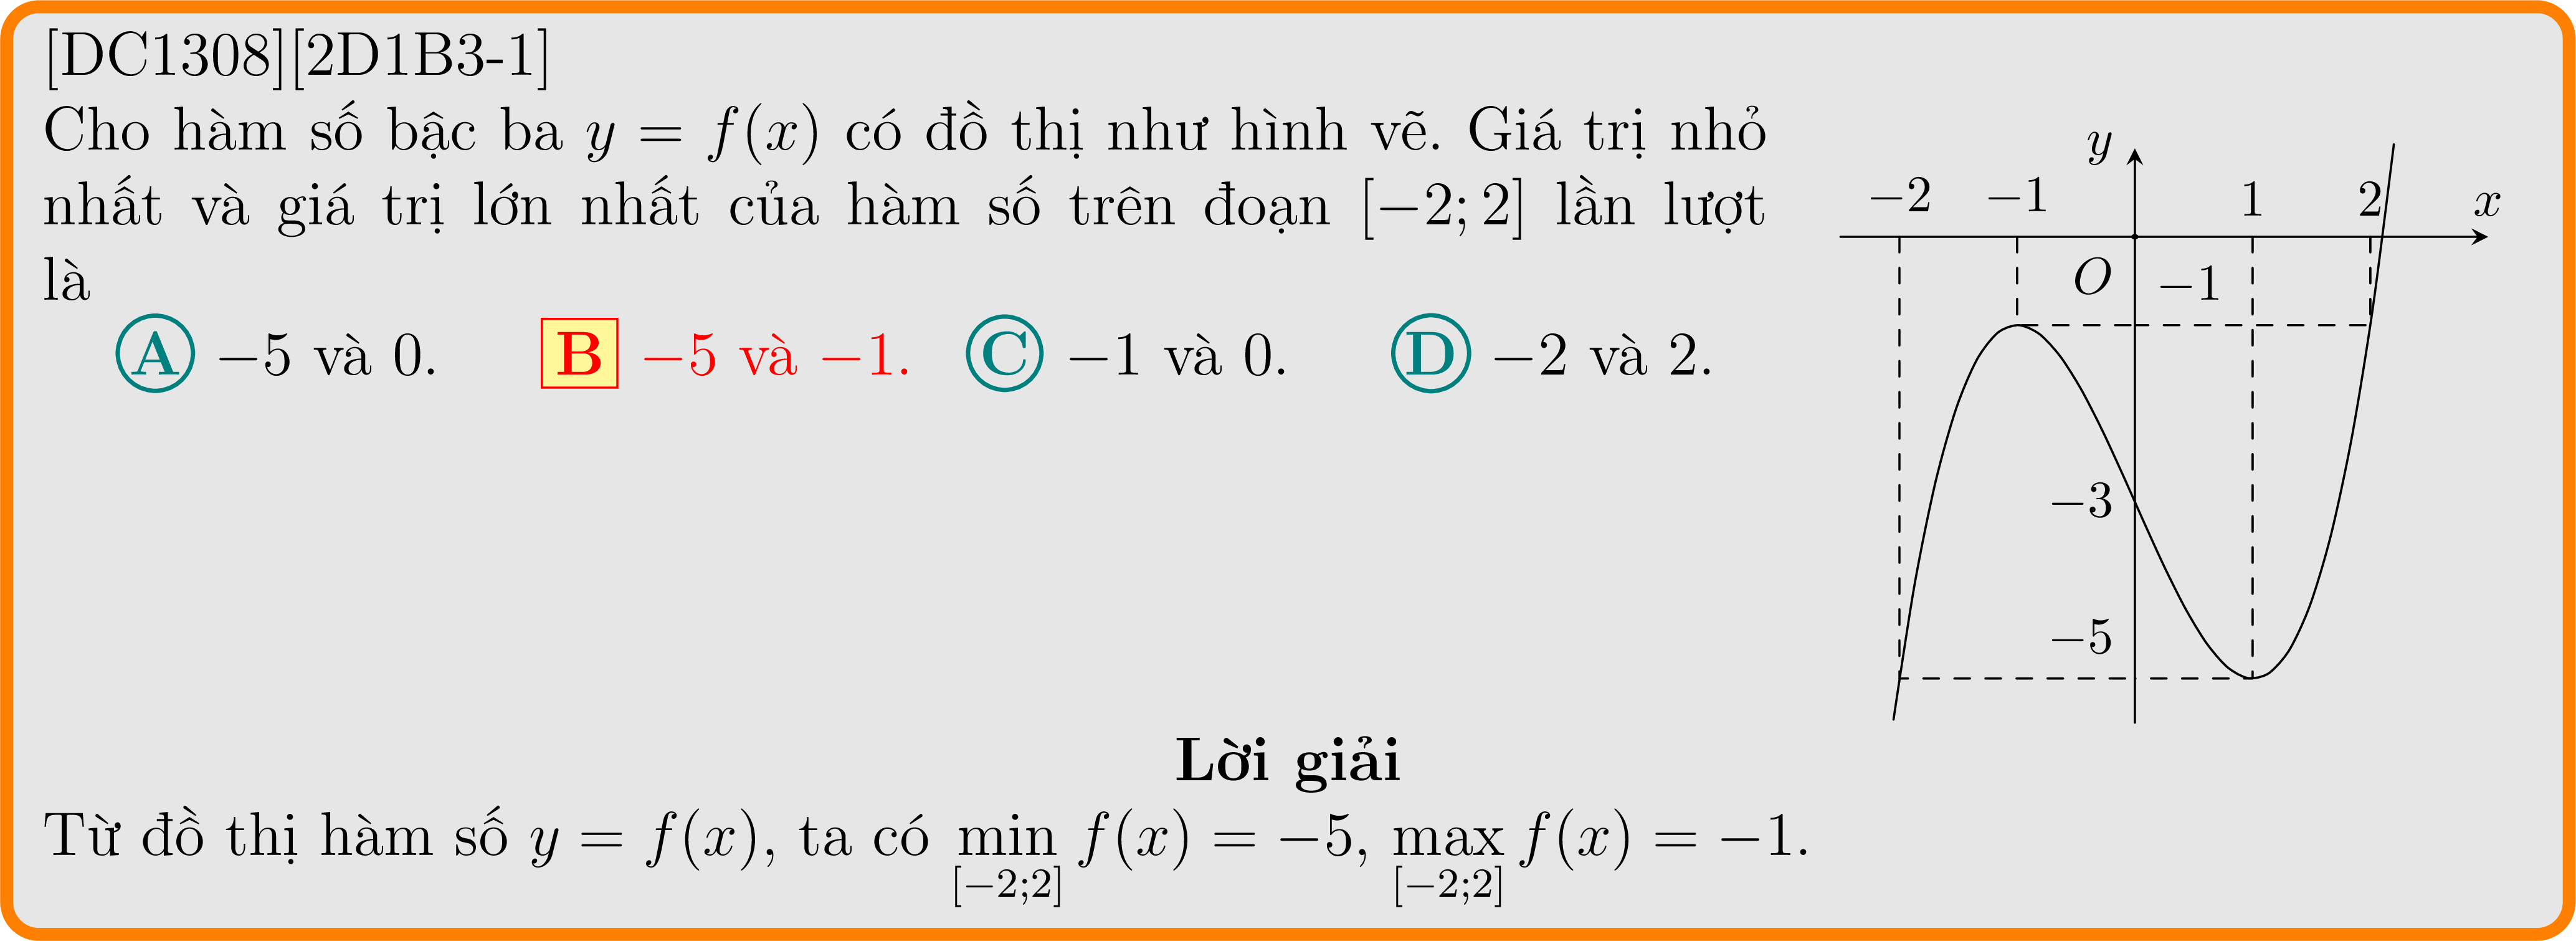 [DC1308][2D1B3-1]
Cho hàm số bậc ba y = f(x) có đồ thị như hình vẽ. Giá trị nhỏ
nhất và giá trị lớn nhất của hàm số trên đoạn [−2; 2] lần lượt
là
A −5 và 0. B −5 và −1. C −1 và 0. D −2 và 2.
y
−2 −1 1 2 x
O −1
−3
−5
Lời giải
Từ đồ thị hàm số y = f(x), ta có min f(x) = −5, max f(x) = −1.
[−2;2] [−2;2]